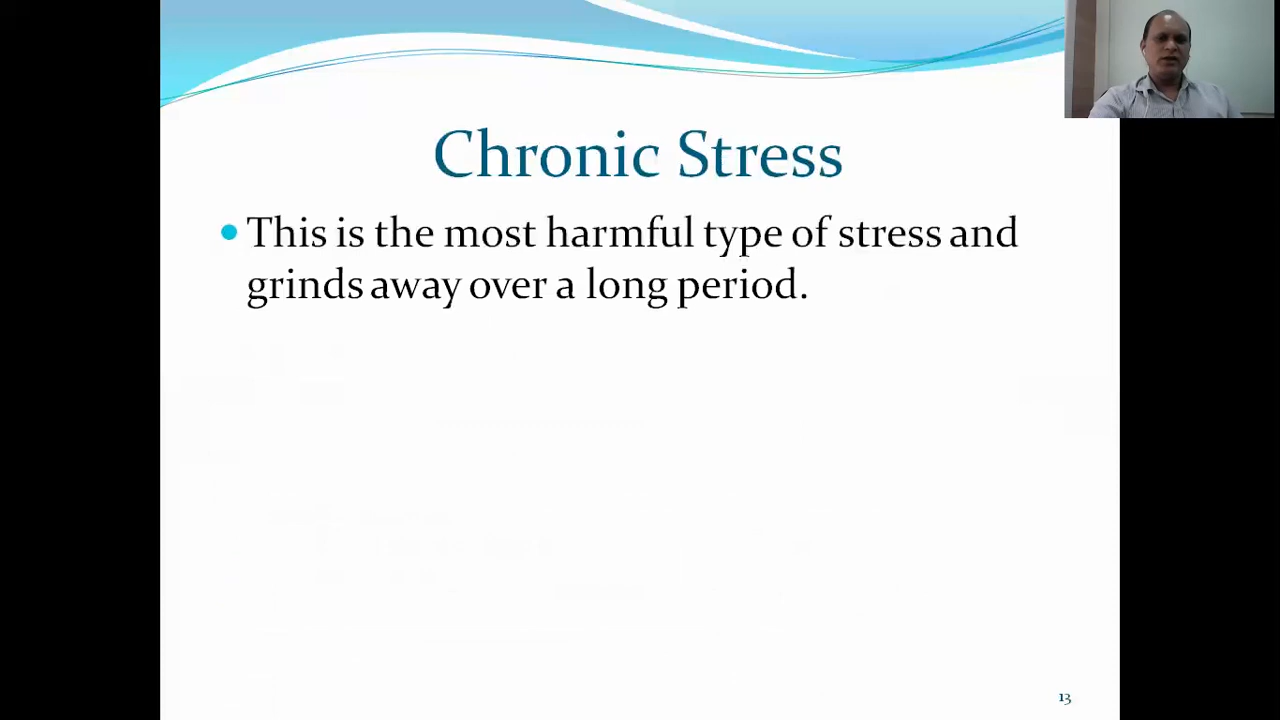 Chronic Stress
• This is the most harmful type of stress and
grinds away over a long period.
13